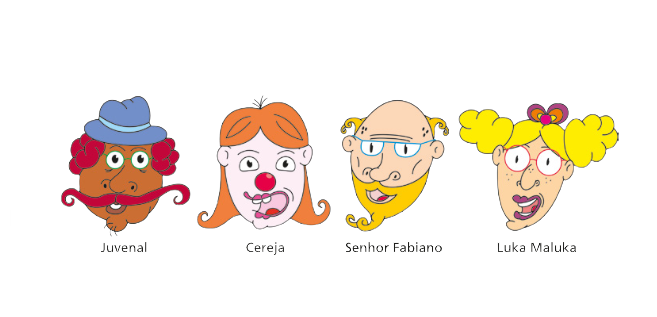 Juvenal
Cereja
Senhor Fabiano
Luka Maluka